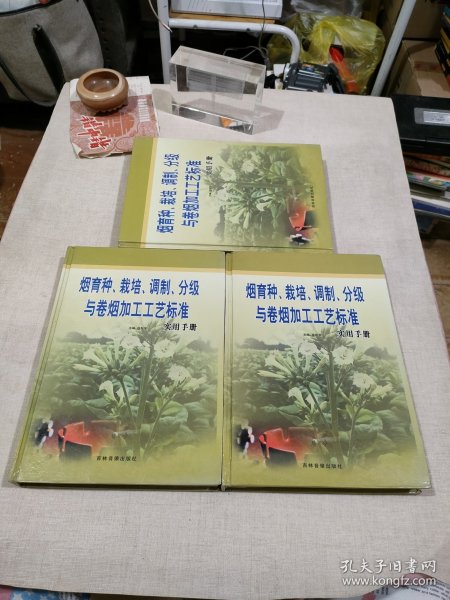 烟育种、栽培、调制、分级
与卷烟加工工艺标准
实用手册
烟育种、栽培、调制、分级
与卷烟加工工艺标准
实用手册
吉林音像出版社
烟育种、栽培、调制、分级
与卷烟加工工艺标准
实用手册
吉林音像出版社
孔夫子旧书网
www.kongfz.com